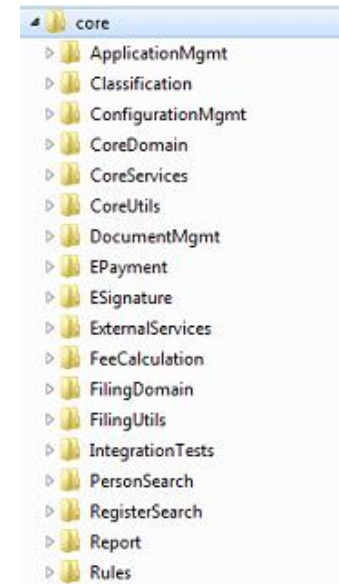 core
ApplicationMgmt
Classification
ConfigurationMgmt
CoreDomain
CoreServices
CoreUtils
DocumentMgmt
EPayment
ESignature
ExternalServices
FeeCalculation
FilingDomain
FilingUtils
IntegrationTests
PersonSearch
RegisterSearch
Report
Rules